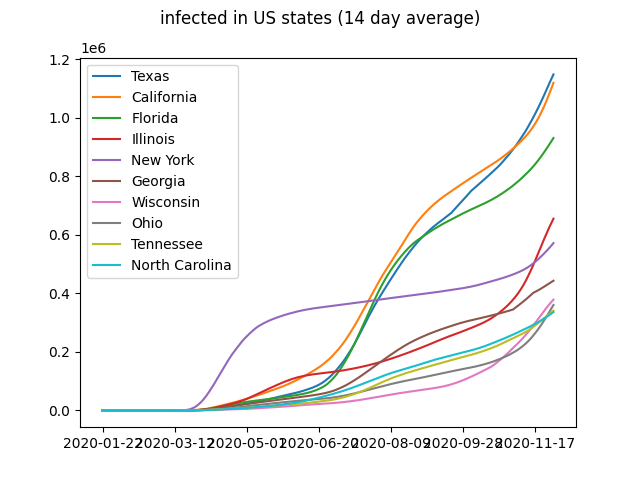 infected in US states (14 day average)
1e6
1.2
1.0
0.8
0.6
0.4
0.2
0.0
Texas
California
Florida
Illinois
New York
Georgia
Wisconsin
Ohio
Tennessee
North Carolina
2020-01-22 2020-03-12 2020-05-01 2020-06-20 2020-08-09 2020-09-28 2020-11-17